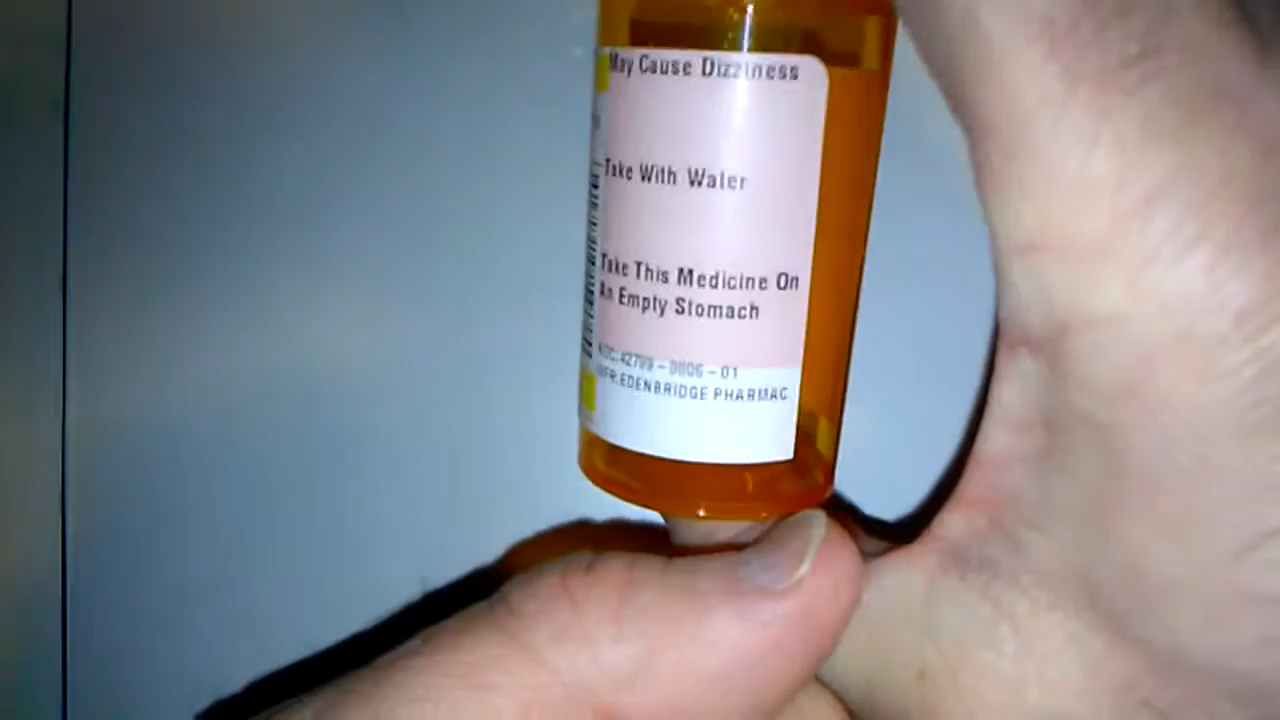 May Cause Dizziness
Take With Water
Take This Medicine On
An Empty Stomach
NDC:42799-0806-01
MFR:EDENBRIDGE PHARMAC